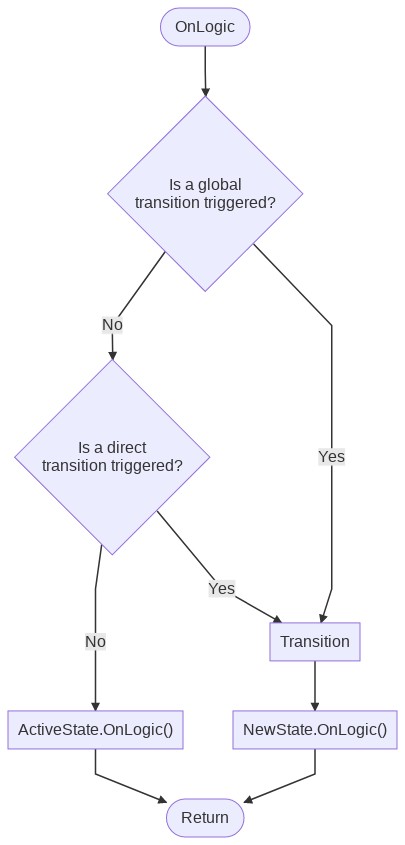 OnLogic
Is a global
transition triggered?
No
Is a direct
transition triggered?
Yes
Yes
No
Transition
ActiveState.OnLogic()
NewState.OnLogic()
Return